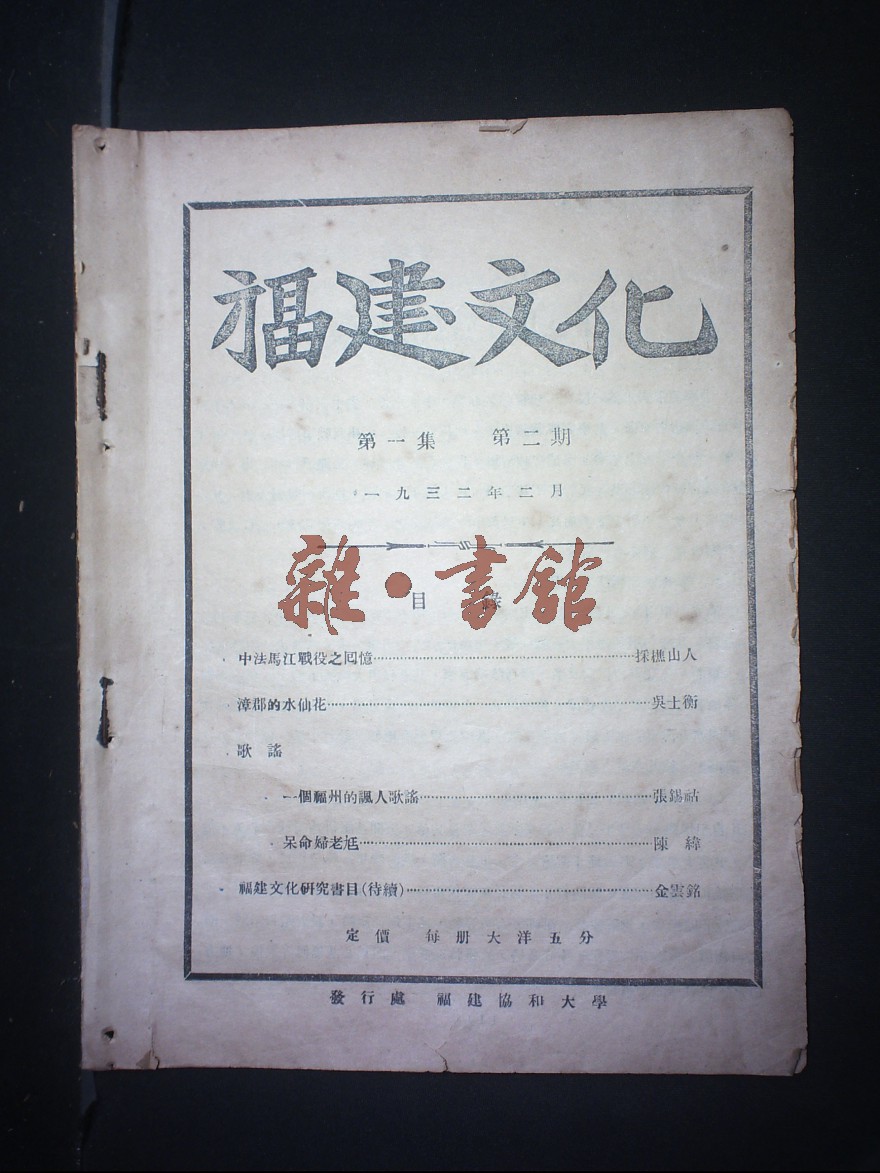 福建文化
第一集 第二期
一九三二年二月
雜·書館
目錄
中法馬江戰役之囘憶……採樵山人
漳郡的水仙花……吳士衡
歌謠
一個福州的諷人歌謠……張錫祜
呆命婦老尩……陳緯
福建文化研究書目(待續)……金雲銘
定價 每册大洋五分
發行處 福建協和大學